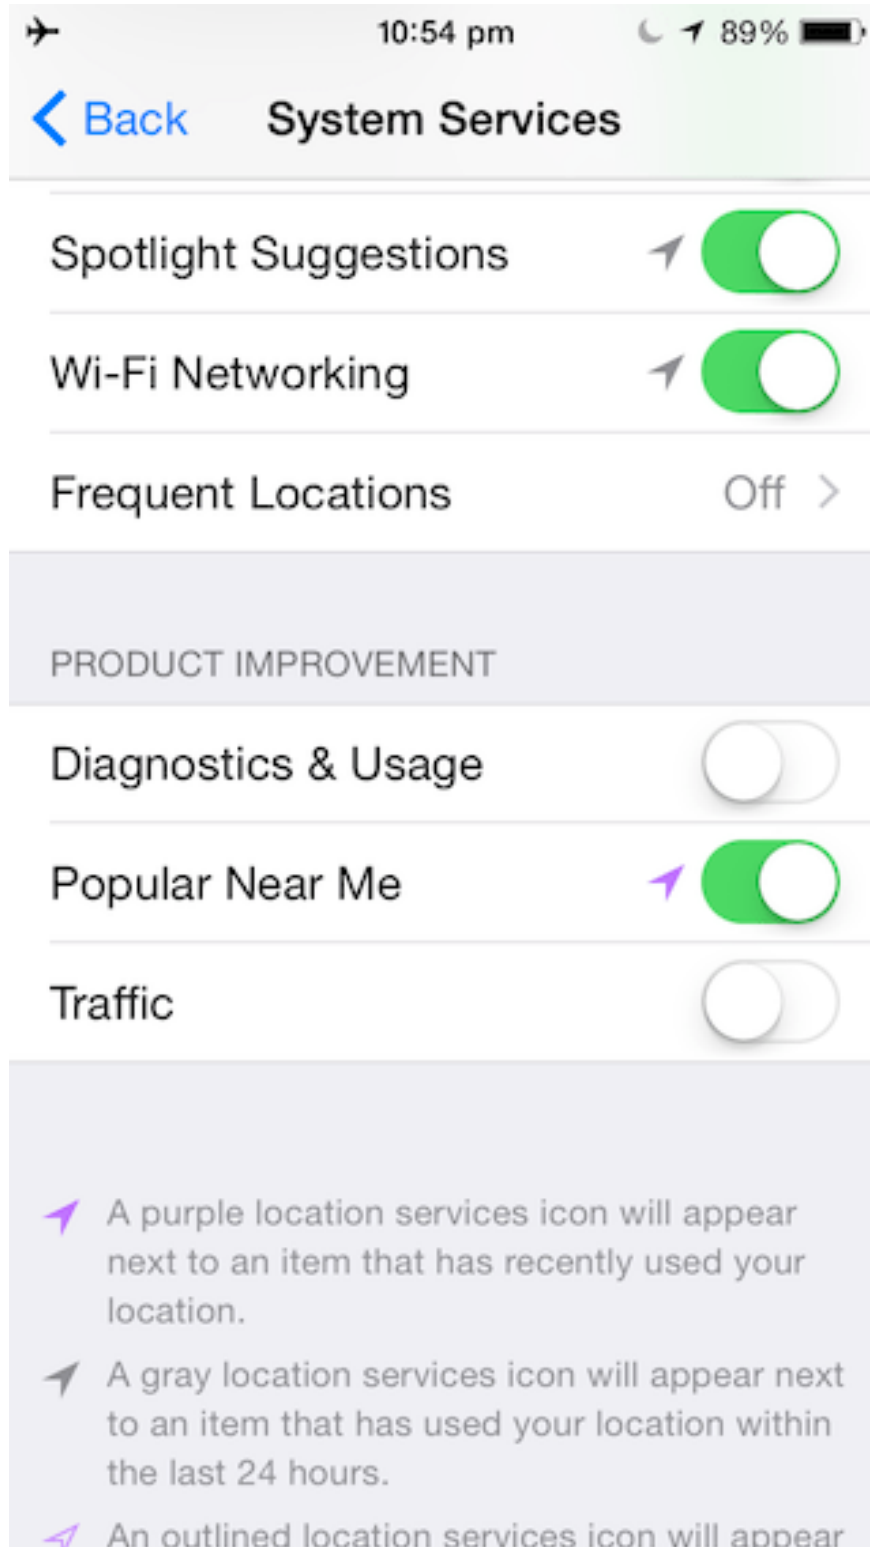 10:54 pm 89%
Back System Services
Spotlight Suggestions
Wi-Fi Networking
Frequent Locations Off
PRODUCT IMPROVEMENT
Diagnostics & Usage
Popular Near Me
Traffic
A purple location services icon will appear
next to an item that has recently used your
location.
A gray location services icon will appear next
to an item that has used your location within
the last 24 hours.
An outlined location services icon will appear